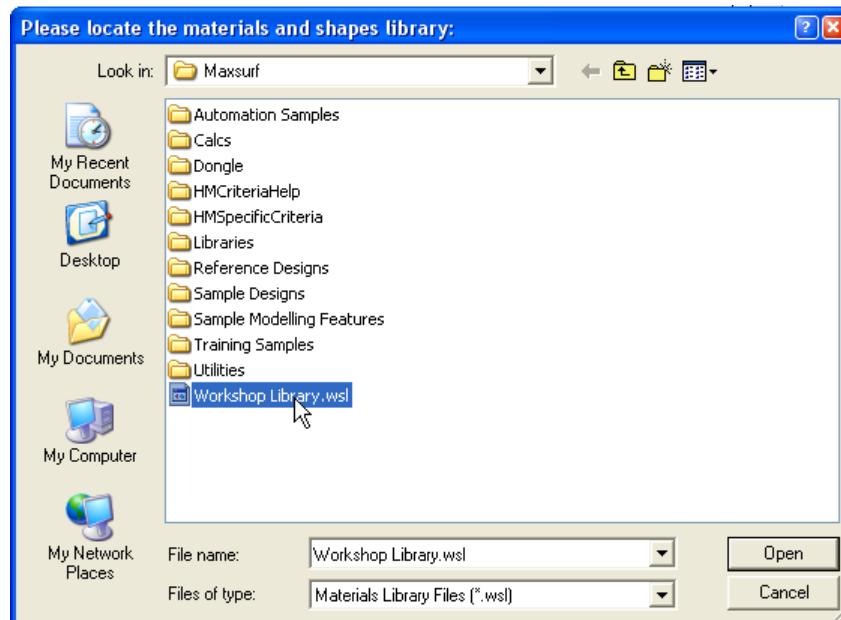 Please locate the materials and shapes library:
Look in:
Maxsurf
My Recent
Documents
Desktop
My Documents
My Computer
My Network
Places
Automation Samples
Calcs
Dongle
HMCriteriaHelp
HMSpecificCriteria
Libraries
Reference Designs
Sample Designs
Sample Modelling Features
Training Samples
Utilities
Workshop Library.wsl
File name:
Workshop Library.wsl
Open
Files of type:
Materials Library Files (*.wsl)
Cancel